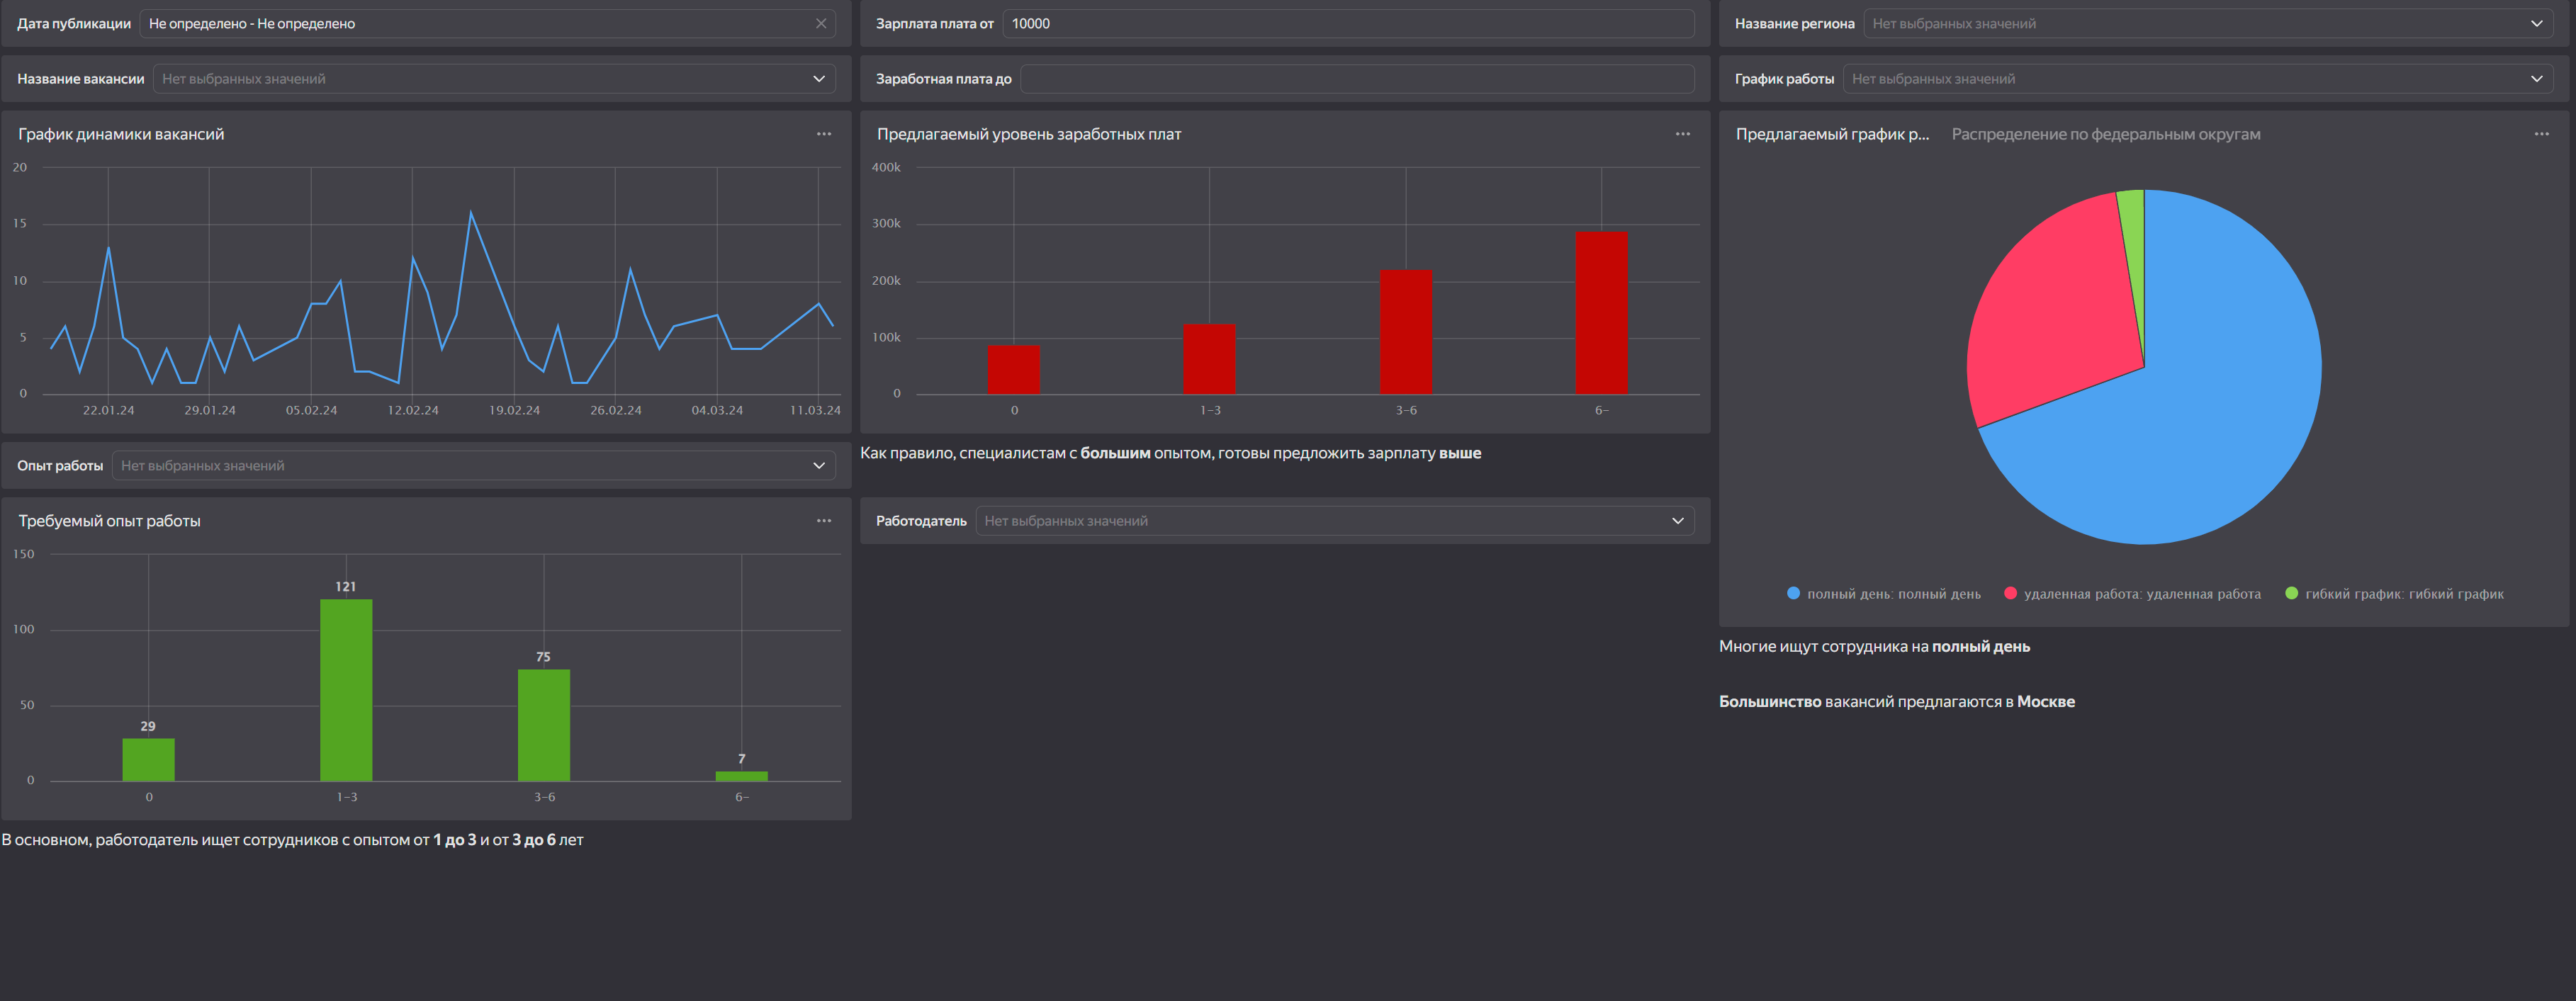 Дата публикации Не определено - Не определено
Зарплата плата от 10000
Название региона Нет выбранных значений
Название вакансии Нет выбранных значений
Заработная плата до
График работы Нет выбранных значений
График динамики вакансий
20
15
10
5
0
22.01.24 29.01.24 05.02.24 12.02.24 19.02.24 26.02.24 04.03.24 11.03.24
Предлагаемый уровень заработных плат
400k
300k
200k
100k
0
0 1-3 3-6 6-
Предлагаемый график р... Распределение по федеральным округам
полный день: полный день удаленная работа: удаленная работа гибкий график: гибкий график
Опыт работы Нет выбранных значений
Как правило, специалистам с большим опытом, готовы предложить зарплату выше
Требуемый опыт работы
150
100
50
0
29
121
75
7
0 1-3 3-6 6-
Работодатель Нет выбранных значений
Многие ищут сотрудника на полный день
Большинство вакансий предлагаются в Москве
В основном, работодатель ищет сотрудников с опытом от 1 до 3 и от 3 до 6 лет